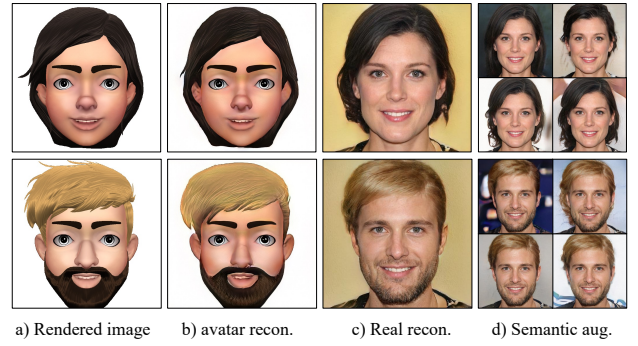 a) Rendered image
b) avatar recon.
c) Real recon.
d) Semantic aug.